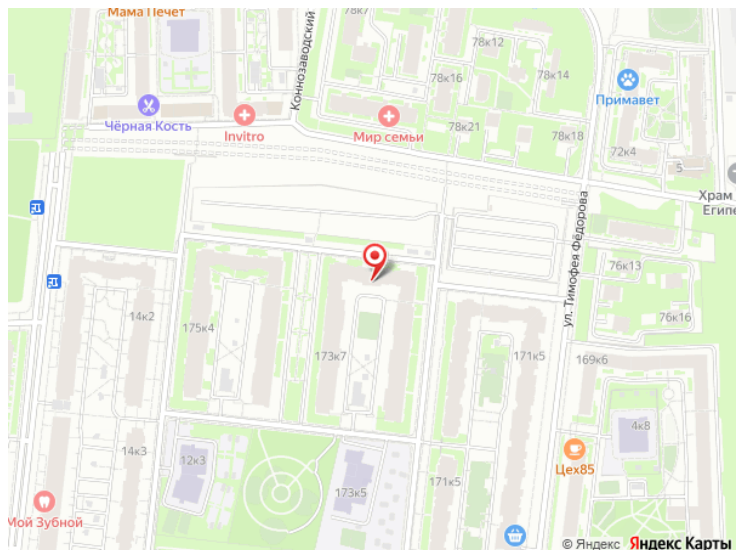 Мама Печет
78к7
78к12
78к16
78к14
Коннозаводский
Примавет
Чёрная Кость
Invitro
Мир семьи
78к21
78к18
72к4
5
Храм
Египе
ул. Тимофея Фёдорова
76к13
14к2
175к4
76к16
173к7
171к5
169к6
4к8
14к3
12к3
Цех85
171к5
173к5
Мой Зубной
© Яндекс Яндекс Карты